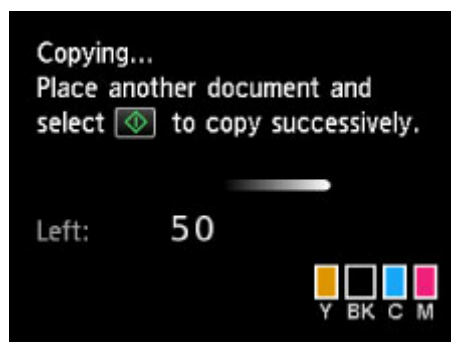 Copying...
Place another document and
select to copy successively.
Left: 50
Y BK C M